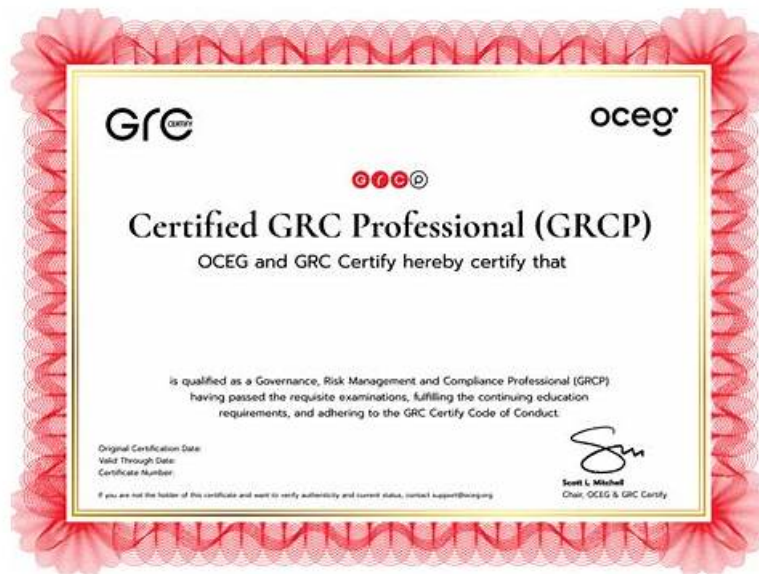 GRC CERTIFY
oceg
GRCP
Certified GRC Professional (GRCP)
OCEG and GRC Certify hereby certify that
is qualified as a Governance, Risk Management and Compliance Professional (GRCP)
having passed the requisite examinations, fulfilling the continuing education
requirements, and adhering to the GRC Certify Code of Conduct.
Original Certification Date:
Valid Through Date:
Certificate Number:
If you are not the holder of this certificate and want to verify authenticity and current status, contact support@oceg.org
Scott L. Mitchell
Chair, OCEG & GRC Certify